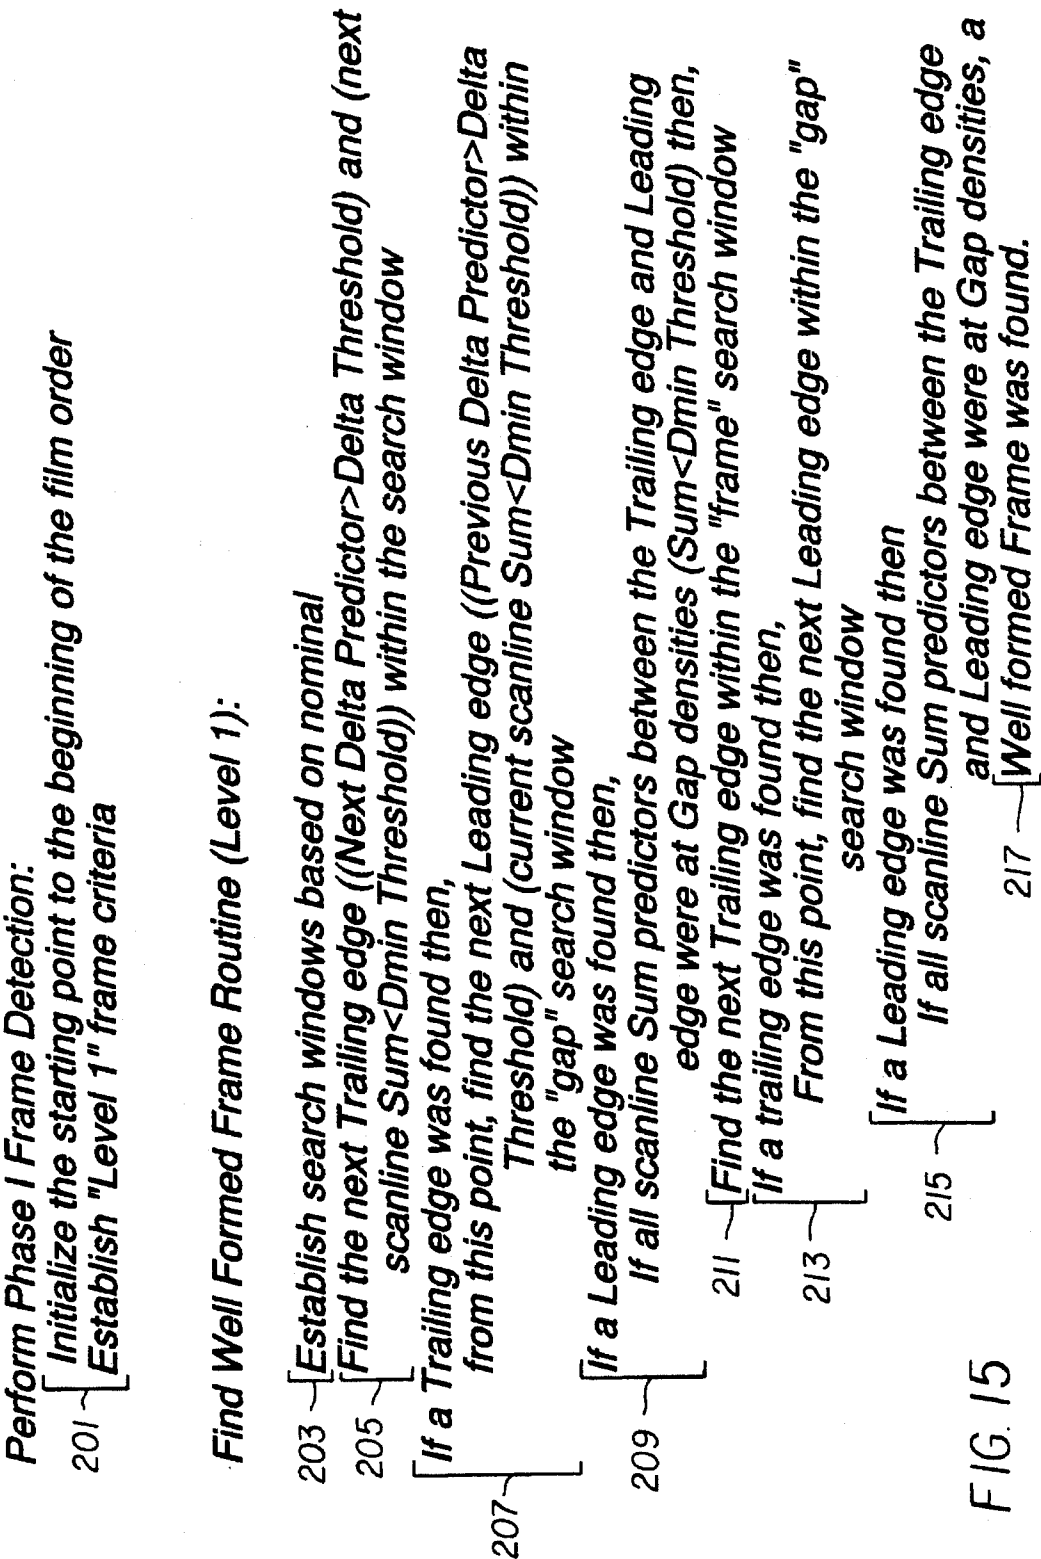 Perform Phase I Frame Detection:
201 Initialize the starting point to the beginning of the film order
Establish "Level 1" frame criteria
Find Well Formed Frame Routine (Level 1):
203 Establish search windows based on nominal
205 Find the next Trailing edge ((Next Delta Predictor>Delta Threshold) and (next
scanline Sum<Dmin Threshold)) within the search window
207 If a Trailing edge was found then,
from this point, find the next Leading edge ((Previous Delta Predictor>Delta
Threshold) and (current scanline Sum<Dmin Threshold)) within
the "gap" search window
209 If a Leading edge was found then,
If all scanline Sum predictors between the Trailing edge and Leading
edge were at Gap densities (Sum<Dmin Threshold) then,
211 Find the next Trailing edge within the "frame" search window
213 If a trailing edge was found then,
From this point, find the next Leading edge within the "gap"
search window
215 If a Leading edge was found then
If all scanline Sum predictors between the Trailing edge
and Leading edge were at Gap densities, a
217 Well formed Frame was found.
FIG. 15